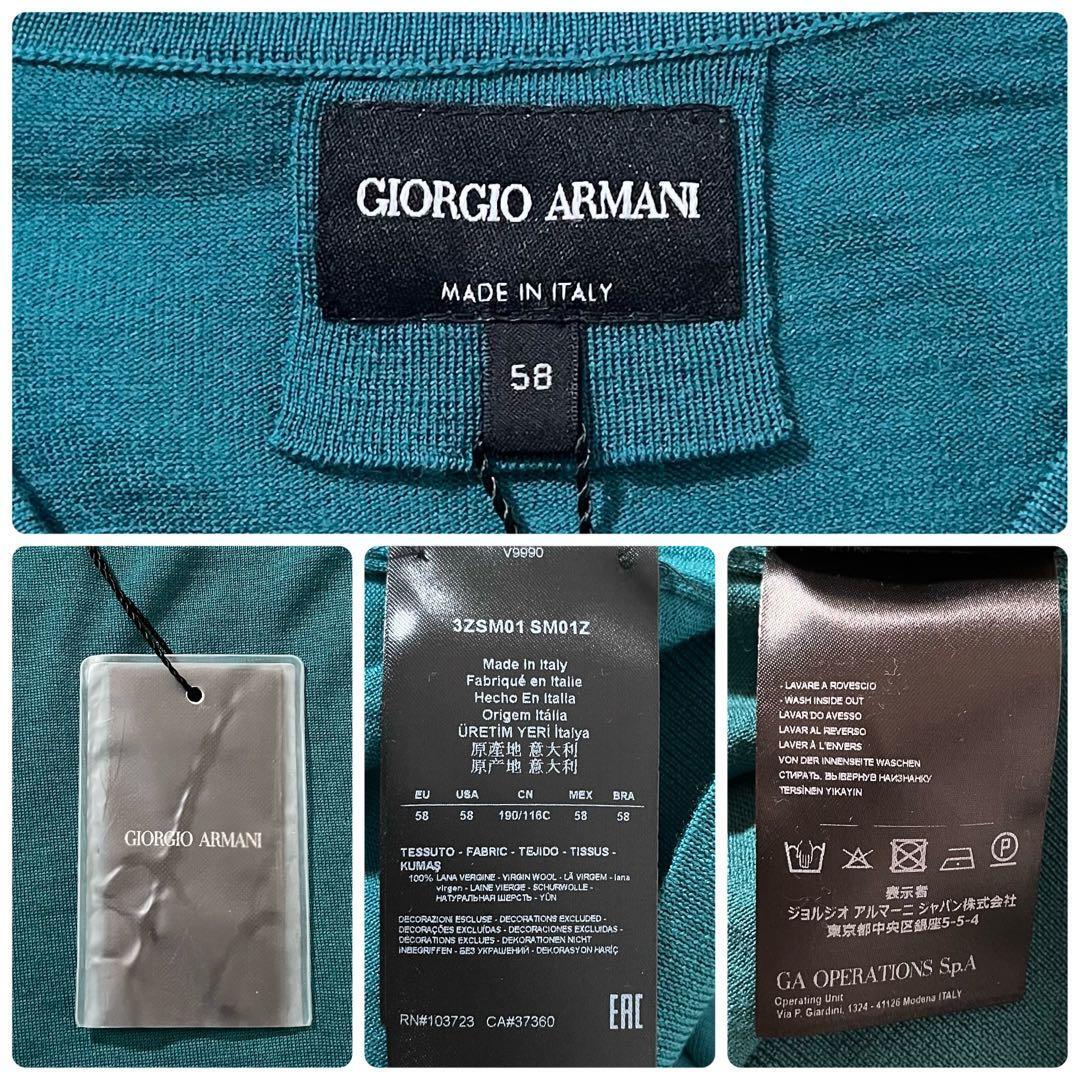 GIORGIO ARMANI
MADE IN ITALY
58
GIORGIO ARMANI
V9990
3ZSM01 SM01Z
Made in Italy
Fabriqué en Italie
Hecho En Italia
Origem Itália
ÜRETİM YERİ İtalya
原產地 意大利
原产地 意大利
EU USA CN MEX BRA
58 58 190/116C 58 58
TESSUTO - FABRIC - TEJIDO - TISSUS -
KUMAŞ
100% LANA VERGINE - VIRGIN WOOL - LÃ VIRGEM - lana
virgen - LAINE VIERGE - SCHURWOLLE -
НАТУРАЛЬНАЯ ШЕРСТЬ - YÜN
DECORAZIONI ESCLUSE - DECORATIONS EXCLUDED -
DECORAÇÕES EXCLUÍDAS - DECORACIONES EXCLUIDAS -
DECORATIONS EXCLUES - DEKORATIONEN NICHT
INBEGRIFFEN - БЕЗ УКРАШЕНИЙ - DEKORASYON HARİÇ
RN#103723 CA#37360 EAC
- LAVARE A ROVESCIO
- WASH INSIDE OUT
LAVAR DO AVESSO
LAVAR AL REVERSO
LAVER À L'ENVERS
VON DER INNENSEITE WASCHEN
СТИРАТЬ, ВЫВЕРНУВ НАИЗНАНКУ
TERSİNEN YIKAYIN
P
表示者
ジョルジオ アルマーニ ジャパン株式会社
東京都中央区銀座5-5-4
GA OPERATIONS S.p.A
Operating Unit
Via P. Giardini, 1374 - 41126 Modena ITALY